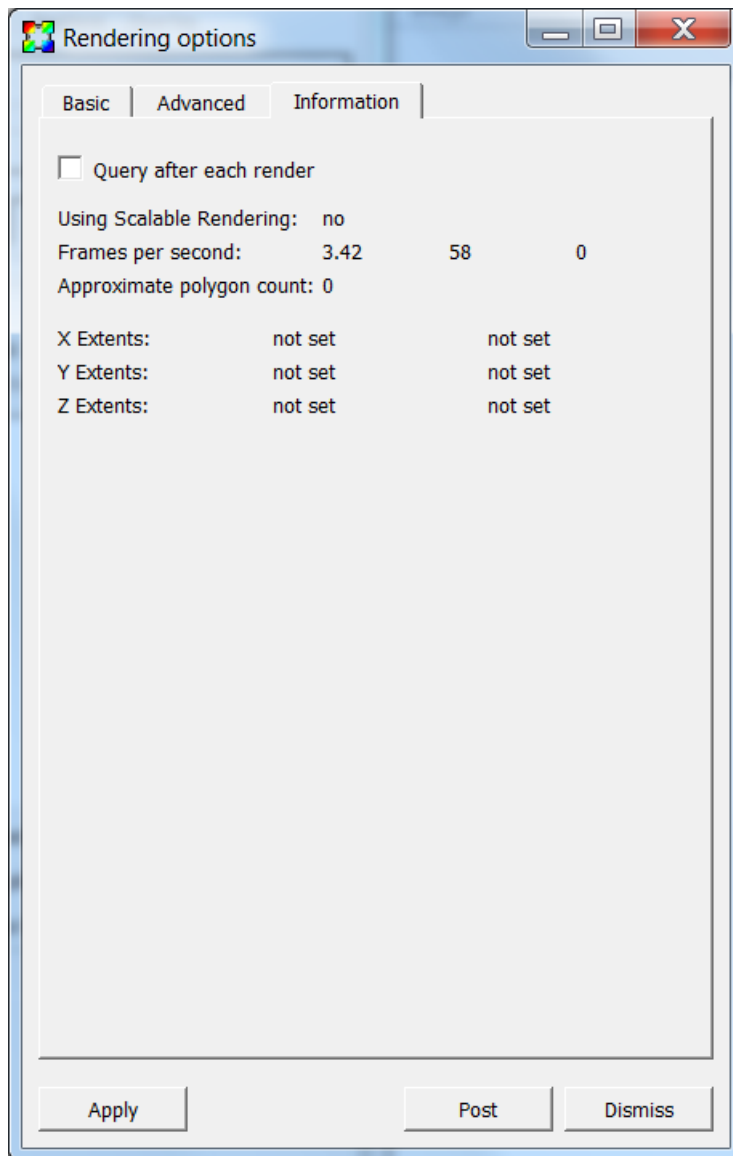 Rendering options
Basic Advanced Information
Query after each render
Using Scalable Rendering: no
Frames per second: 3.42 58 0
Approximate polygon count: 0
X Extents: not set not set
Y Extents: not set not set
Z Extents: not set not set
Apply Post Dismiss